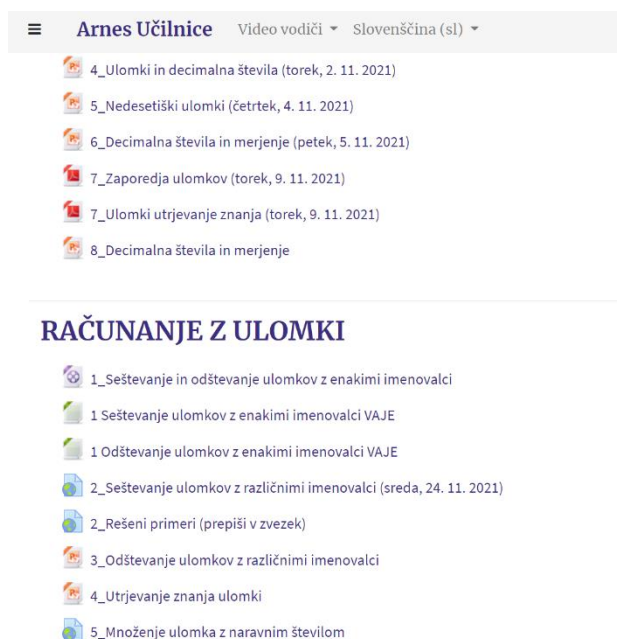 Arnes Učilnice Video vodiči Slovenščina (sl)
4_Ulomki in decimalna števila (torek, 2. 11. 2021)
5_Nedesetiški ulomki (četrtek, 4. 11. 2021)
6_Decimalna števila in merjenje (petek, 5. 11. 2021)
7_Zaporedja ulomkov (torek, 9. 11. 2021)
7_Ulomki utrjevanje znanja (torek, 9. 11. 2021)
8_Decimalna števila in merjenje
RAČUNANJE Z ULOMKI
1_Seštevanje in odštevanje ulomkov z enakimi imenovalci
1 Seštevanje ulomkov z enakimi imenovalci VAJE
1 Odštevanje ulomkov z enakimi imenovalci VAJE
2_Seštevanje ulomkov z različnimi imenovalci (sreda, 24. 11. 2021)
2_Rešeni primeri (prepiši v zvezek)
3_Odštevanje ulomkov z različnimi imenovalci
4_Utrjevanje znanja ulomki
5_Množenje ulomka z naravnim številom